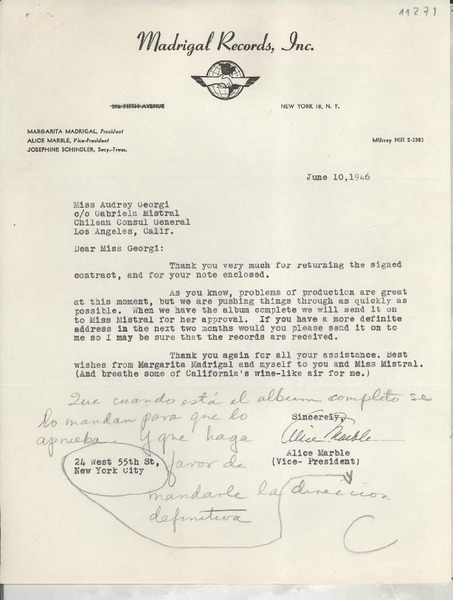 11271
Madrigal Records, Inc.
NEW YORK 18, N. Y.
MARGARITA MADRIGAL, President
ALICE MARBLE, Vice-President
JOSEPHINE SCHINDLER, Secy.-Treas.
MUrray Hill 2-3383
June 10,1946
Miss Audrey Georgi
c/o Gabriela Mistral
Chilean Consul General
Los Angeles, Calif.
Dear Miss Georgi:
Thank you very much for returning the signed
contract, and for your note enclosed.
As you know, problems of production are great
at this moment, but we are pushing things through as quickly as
possible. When we have the album complete we will send it on
to Miss Mistral for her approval. If you have a more definite
address in the next two months would you please send it on to
me so I may be sure that the records are received.
Thank you again for all your assistance. Best
wishes from Margarita Madrigal and myself to you and Miss Mistral.
(And breathe some of California's wine-like air for me.)
Que cuando está el album completo se
lo mandan para que lo
aprueba. Y que haga
favor de
mandarle la dirección
definitiva
Sincerely,
Alice Marble
Alice Marble
(Vice- President)
24 West 55th St,
New York City